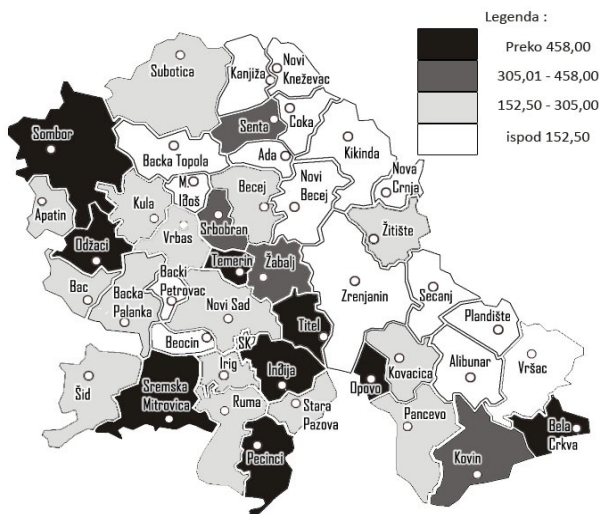 Legenda :
Preko 458,00
305,01 - 458,00
152,50 - 305,00
ispod 152,50
Subotica
Kanjiža
Novi
Kneževac
Sombor
Senta
Coka
Backa Topola
Ada
Kikinda
Apatin
Kula
M.
Iđoš
Becej
Novi
Becej
Nova
Crnja
Srbobran
Vrbas
Žitište
Odžaci
Temerin
Žabalj
Bac
Backa
Palanka
Backi
Petrovac
Novi Sad
Titel
Zrenjanin
Secanj
Plandište
Beocin
SK
Irig
Inđija
Opovo
Kovacica
Alibunar
Vršac
Šid
Sremska
Mitrovica
Ruma
Stara
Pazova
Pancevo
Pecinci
Kovin
Bela
Crkva